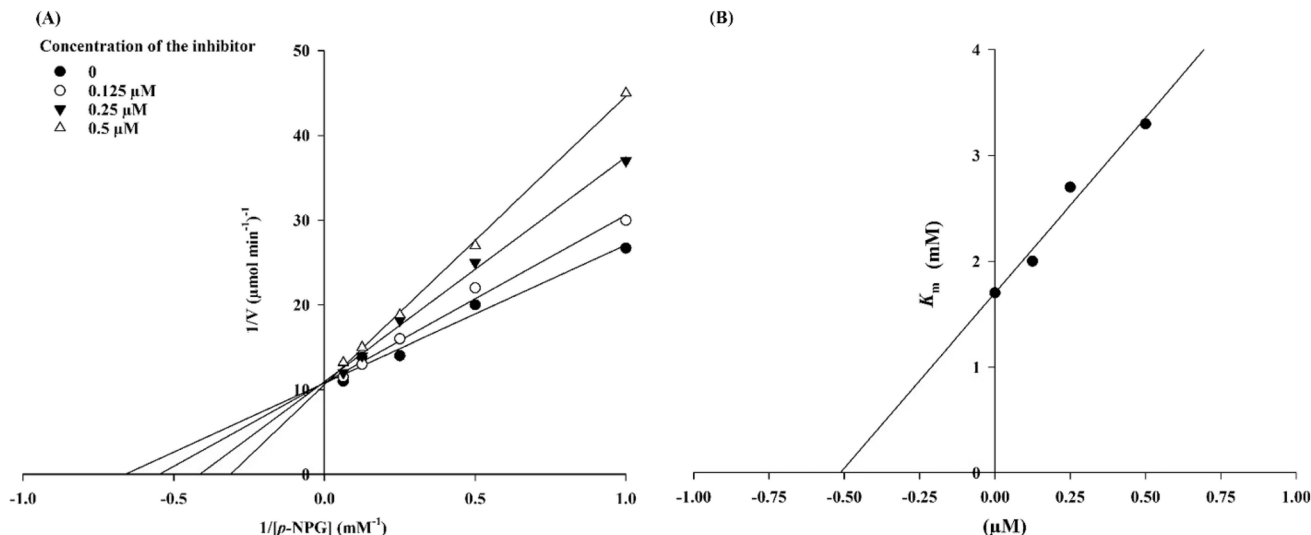 (A)
Concentration of the inhibitor
0
0.125 µM
0.25 µM
0.5 µM
1/V (µmol min⁻¹)⁻¹
50
40
30
20
10
0
-1.0
-0.5
0.0
0.5
1.0
1/[p-NPG] (mM⁻¹)
(B)
Km (mM)
4
3
2
1
0
-1.00
-0.75
-0.50
-0.25
0.00
0.25
0.50
0.75
1.00
(µM)